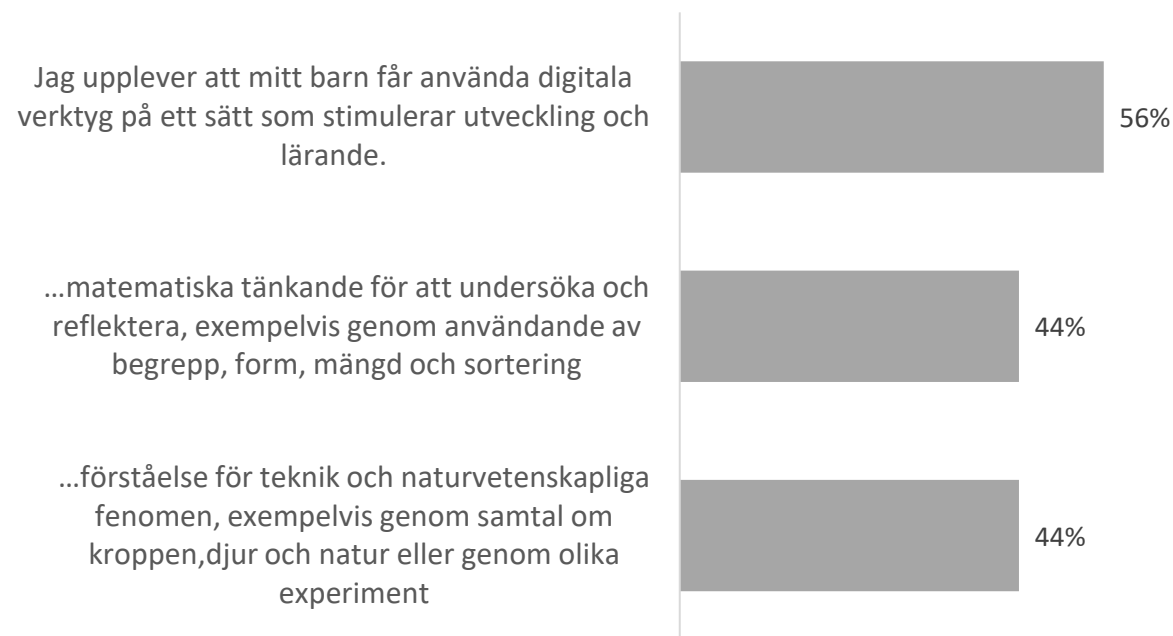 Jag upplever att mitt barn får använda digitala
verktyg på ett sätt som stimulerar utveckling och
lärande.
56%
…matematiska tänkande för att undersöka och
reflektera, exempelvis genom användande av
begrepp, form, mängd och sortering
44%
…förståelse för teknik och naturvetenskapliga
fenomen, exempelvis genom samtal om
kroppen,djur och natur eller genom olika
experiment
44%